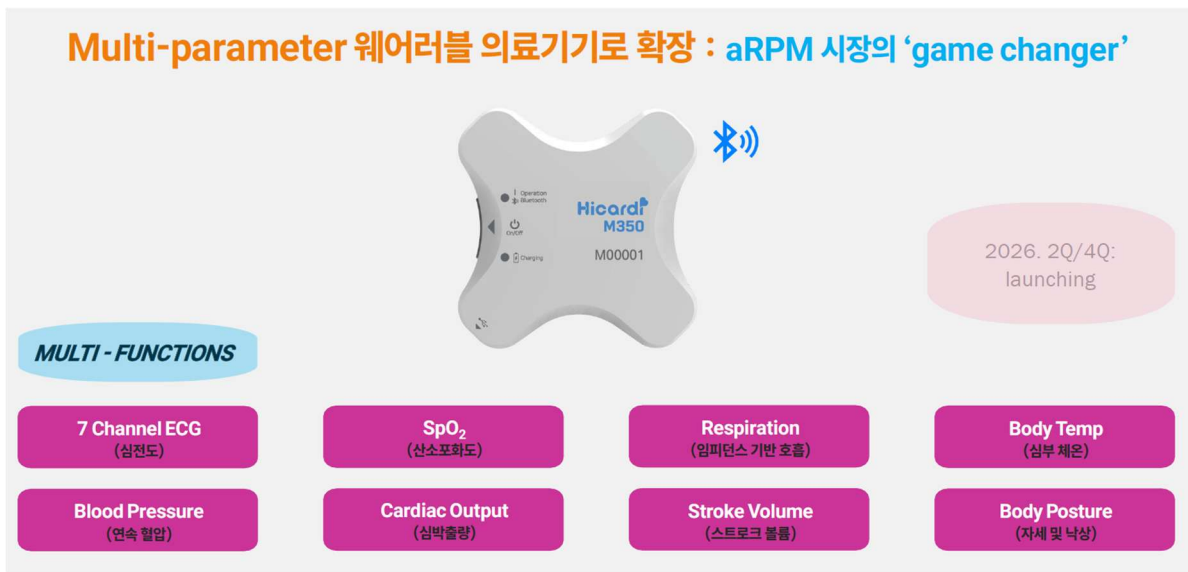 Multi-parameter 웨어러블 의료기기로 확장 : aRPM 시장의 ‘game changer’
Operation
Bluetooth
On/Off
Charging
Hicardi
M350
M00001
2026. 2Q/4Q:
launching
MULTI - FUNCTIONS
7 Channel ECG
(심전도)
SpO₂
(산소포화도)
Respiration
(임피던스 기반 호흡)
Body Temp
(심부 체온)
Blood Pressure
(연속 혈압)
Cardiac Output
(심박출량)
Stroke Volume
(스트로크 볼륨)
Body Posture
(자세 및 낙상)